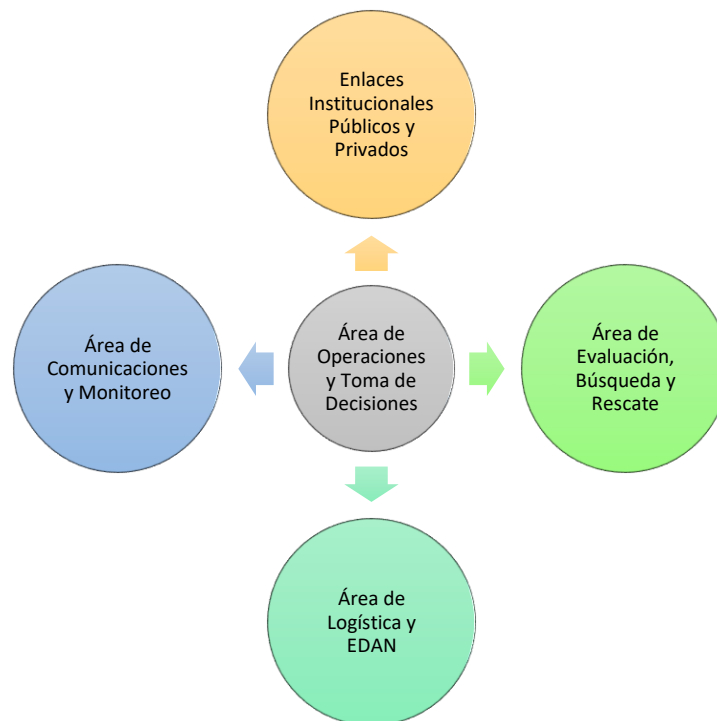 Enlaces
Institucionales
Públicos y
Privados
Área de
Comunicaciones
y Monitoreo
Área de
Operaciones
y Toma de
Decisiones
Área de
Evaluación,
Búsqueda y
Rescate
Área de
Logística y
EDAN